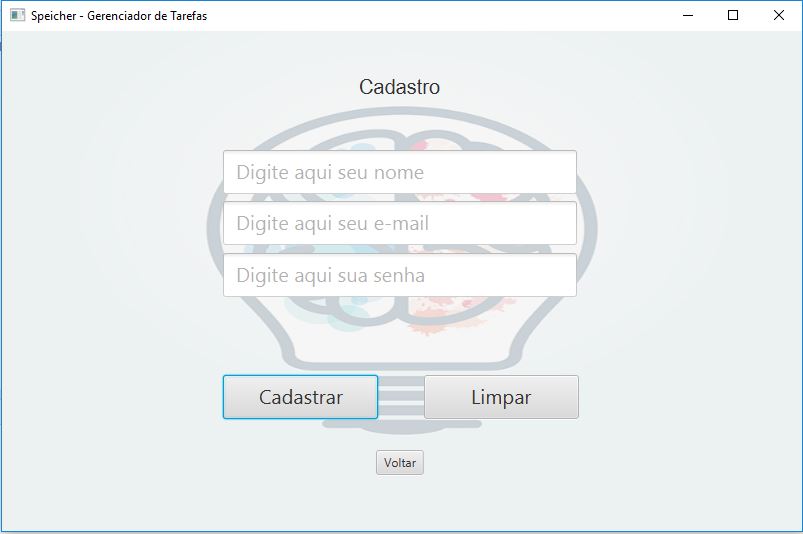 Speicher - Gerenciador de Tarefas
Cadastro
Digite aqui seu nome
Digite aqui seu e-mail
Digite aqui sua senha
Cadastrar Limpar
Voltar